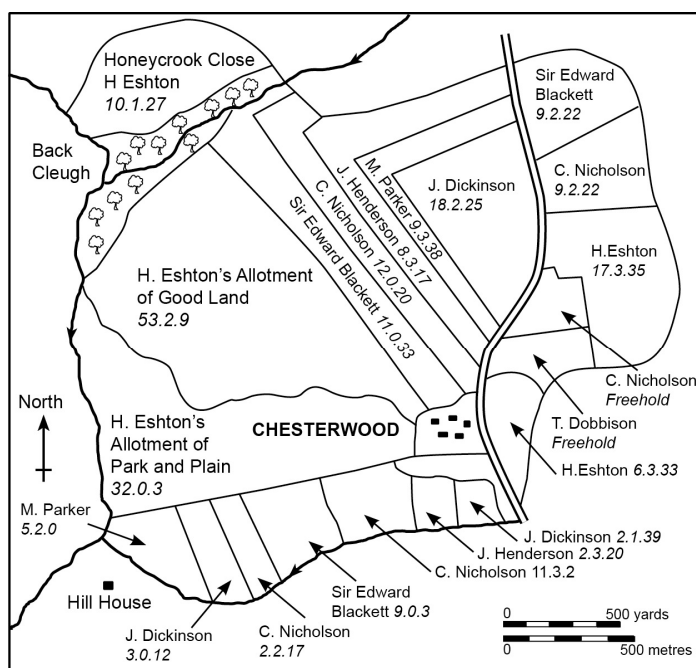 Honeycrook Close
H Eshton
10.1.27
Back
Cleugh
Sir Edward
Blackett
9.2.22
C. Nicholson
9.2.22
J. Dickinson
18.2.25
M. Parker 9.3.38
J. Henderson 8.3.17
C. Nicholson 12.0.20
Sir Edward Blackett 11.0.33
H.Eshton
17.3.35
H. Eshton's Allotment
of Good Land
53.2.9
C. Nicholson
Freehold
T. Dobbison
Freehold
H.Eshton 6.3.33
North
H. Eshton's
Allotment of
Park and Plain
32.0.3
CHESTERWOOD
M. Parker
5.2.0
Hill House
J. Dickinson
3.0.12
C. Nicholson
2.2.17
Sir Edward
Blackett 9.0.3
C. Nicholson 11.3.2
J. Henderson 2.3.20
J. Dickinson 2.1.39
0 500 yards
0 500 metres